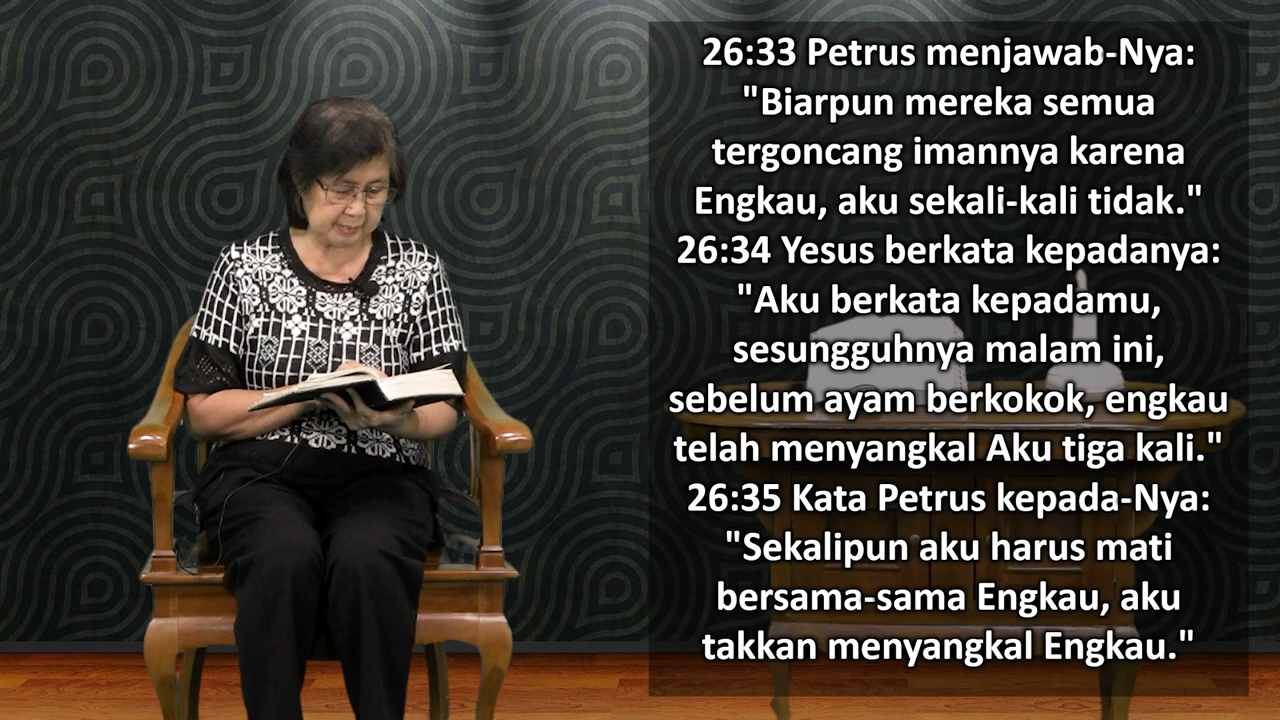 26:33 Petrus menjawab-Nya:
"Biarpun mereka semua
tergoncang imannya karena
Engkau, aku sekali-kali tidak."
26:34 Yesus berkata kepadanya:
"Aku berkata kepadamu,
sesungguhnya malam ini,
sebelum ayam berkokok, engkau
telah menyangkal Aku tiga kali."
26:35 Kata Petrus kepada-Nya:
"Sekalipun aku harus mati
bersama-sama Engkau, aku
takkan menyangkal Engkau."